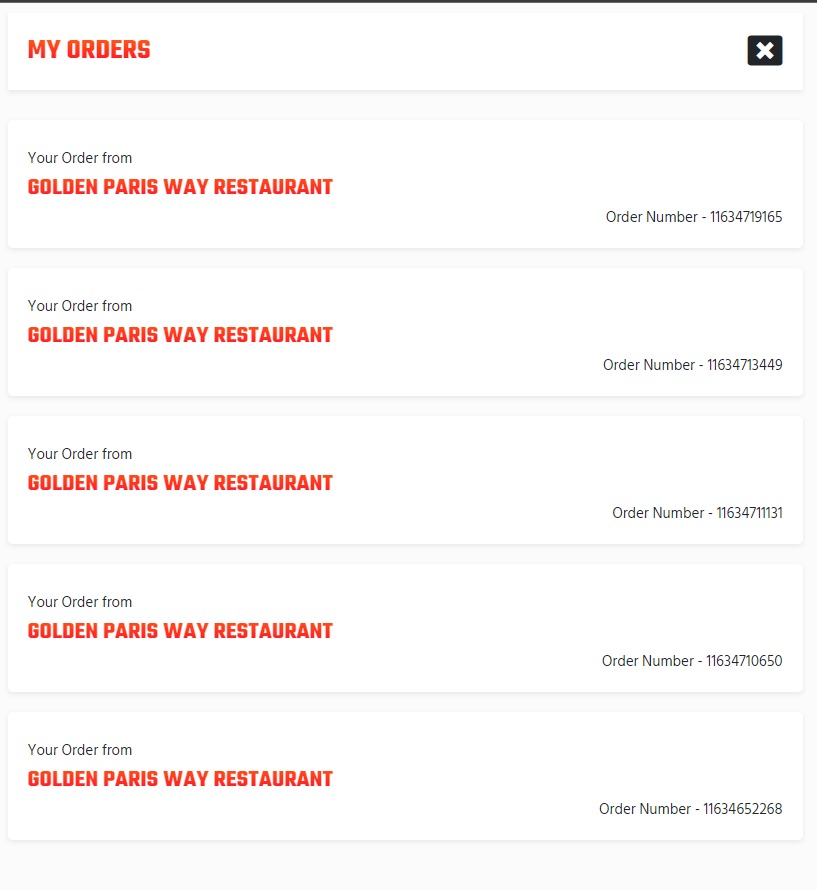 MY ORDERS
Your Order from
GOLDEN PARIS WAY RESTAURANT
Order Number - 11634719165
Your Order from
GOLDEN PARIS WAY RESTAURANT
Order Number - 11634713449
Your Order from
GOLDEN PARIS WAY RESTAURANT
Order Number - 11634711131
Your Order from
GOLDEN PARIS WAY RESTAURANT
Order Number - 11634710650
Your Order from
GOLDEN PARIS WAY RESTAURANT
Order Number - 11634652268